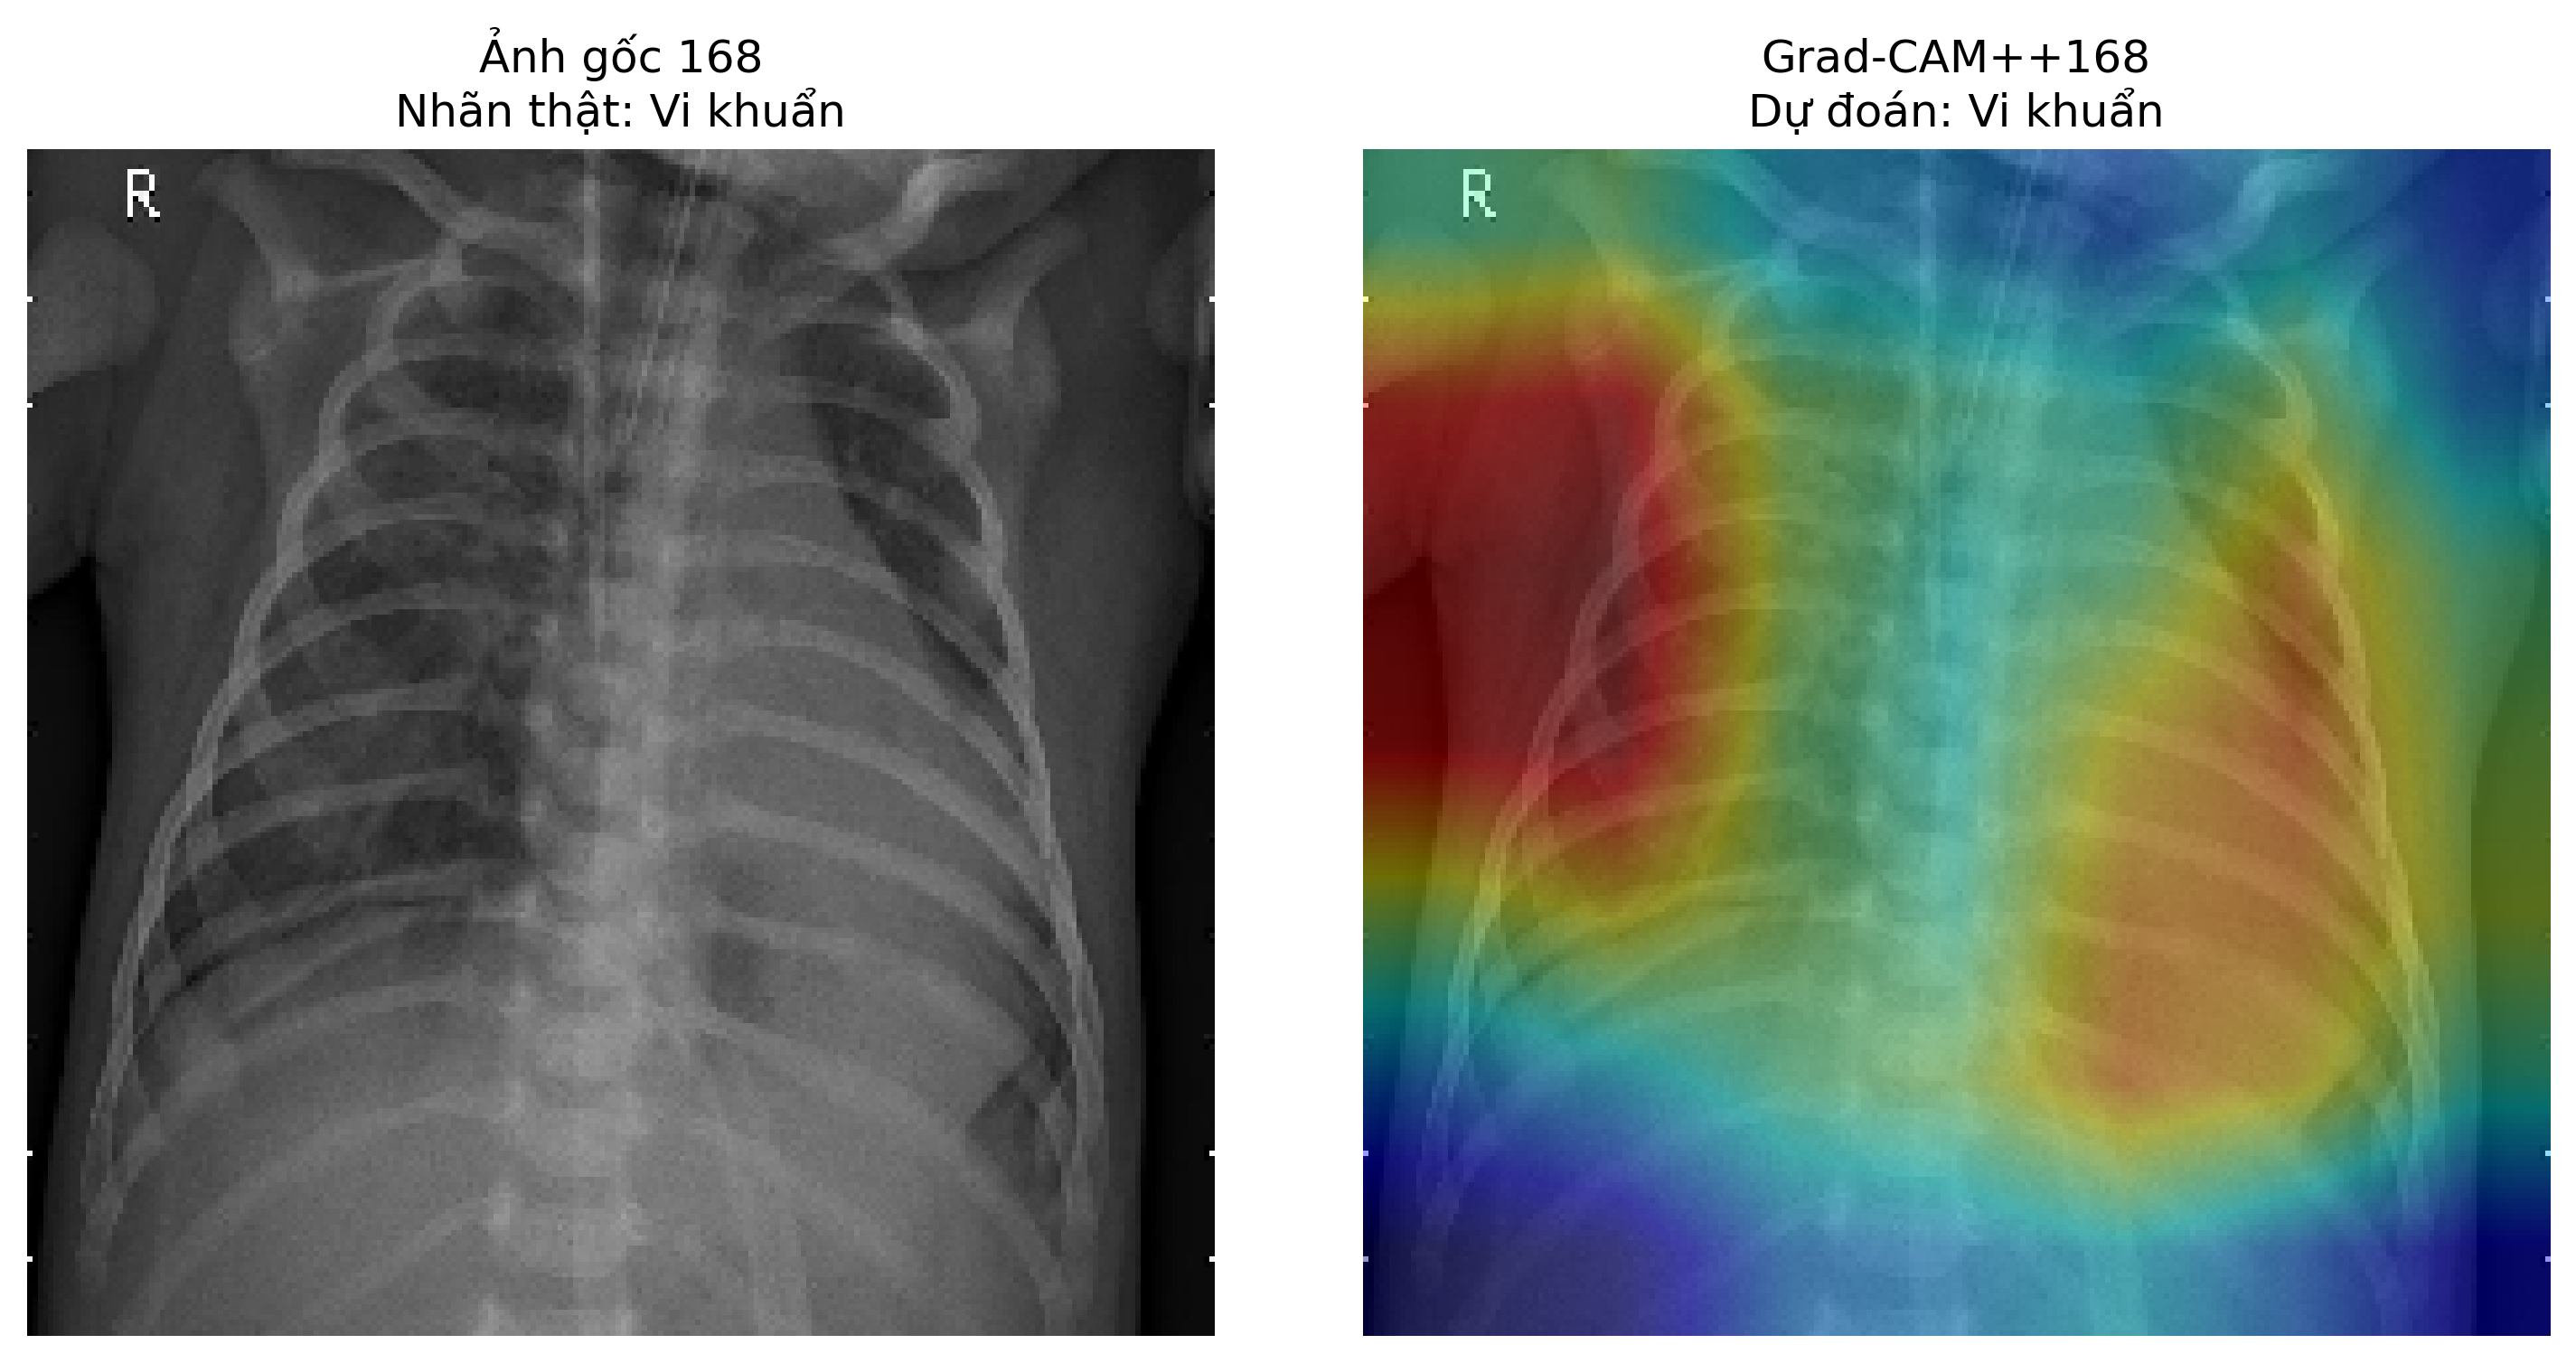 Ảnh gốc 168
Nhãn thật: Vi khuẩn
R
Grad-CAM++168
Dự đoán: Vi khuẩn
R